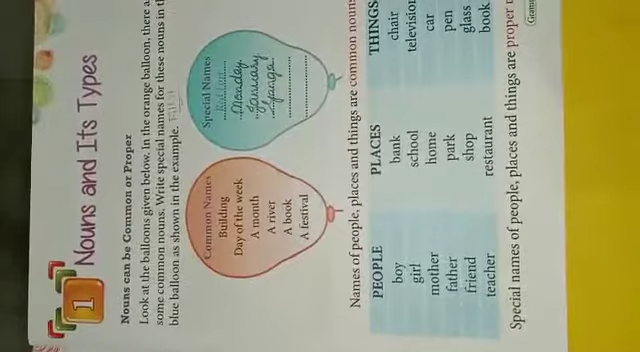 1 Nouns and Its Types
Nouns can be Common or Proper
Look at the balloons given below. In the orange balloon, there a
some common nouns. Write special names for these nouns in th
blue balloon as shown in the example.
Common Names
Building
Day of the week
A month
A river
A book
A festival
Special Names
Monday
January
Ganga
Names of people, places and things are common nouns
PEOPLE PLACES THINGS
boy bank chair
girl school television
mother home car
father park pen
friend shop glass
teacher restaurant book
Special names of people, places and things are proper n
Gram